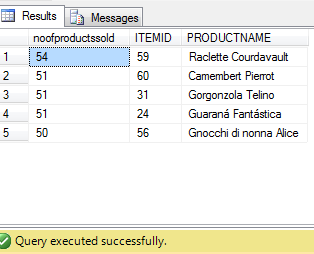 Results Messages
noofproductssold ITEMID PRODUCTNAME
1 54 59 Raclette Courdavault
2 51 60 Camembert Pierrot
3 51 31 Gorgonzola Telino
4 51 24 Guaraná Fantástica
5 50 56 Gnocchi di nonna Alice
Query executed successfully.